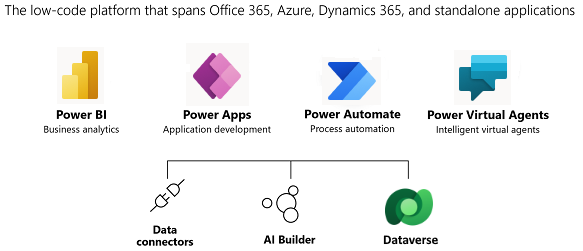 The low-code platform that spans Office 365, Azure, Dynamics 365, and standalone applications
Power BI
Business analytics
Power Apps
Application development
Power Automate
Process automation
Power Virtual Agents
Intelligent virtual agents
Data
connectors
AI Builder
Dataverse